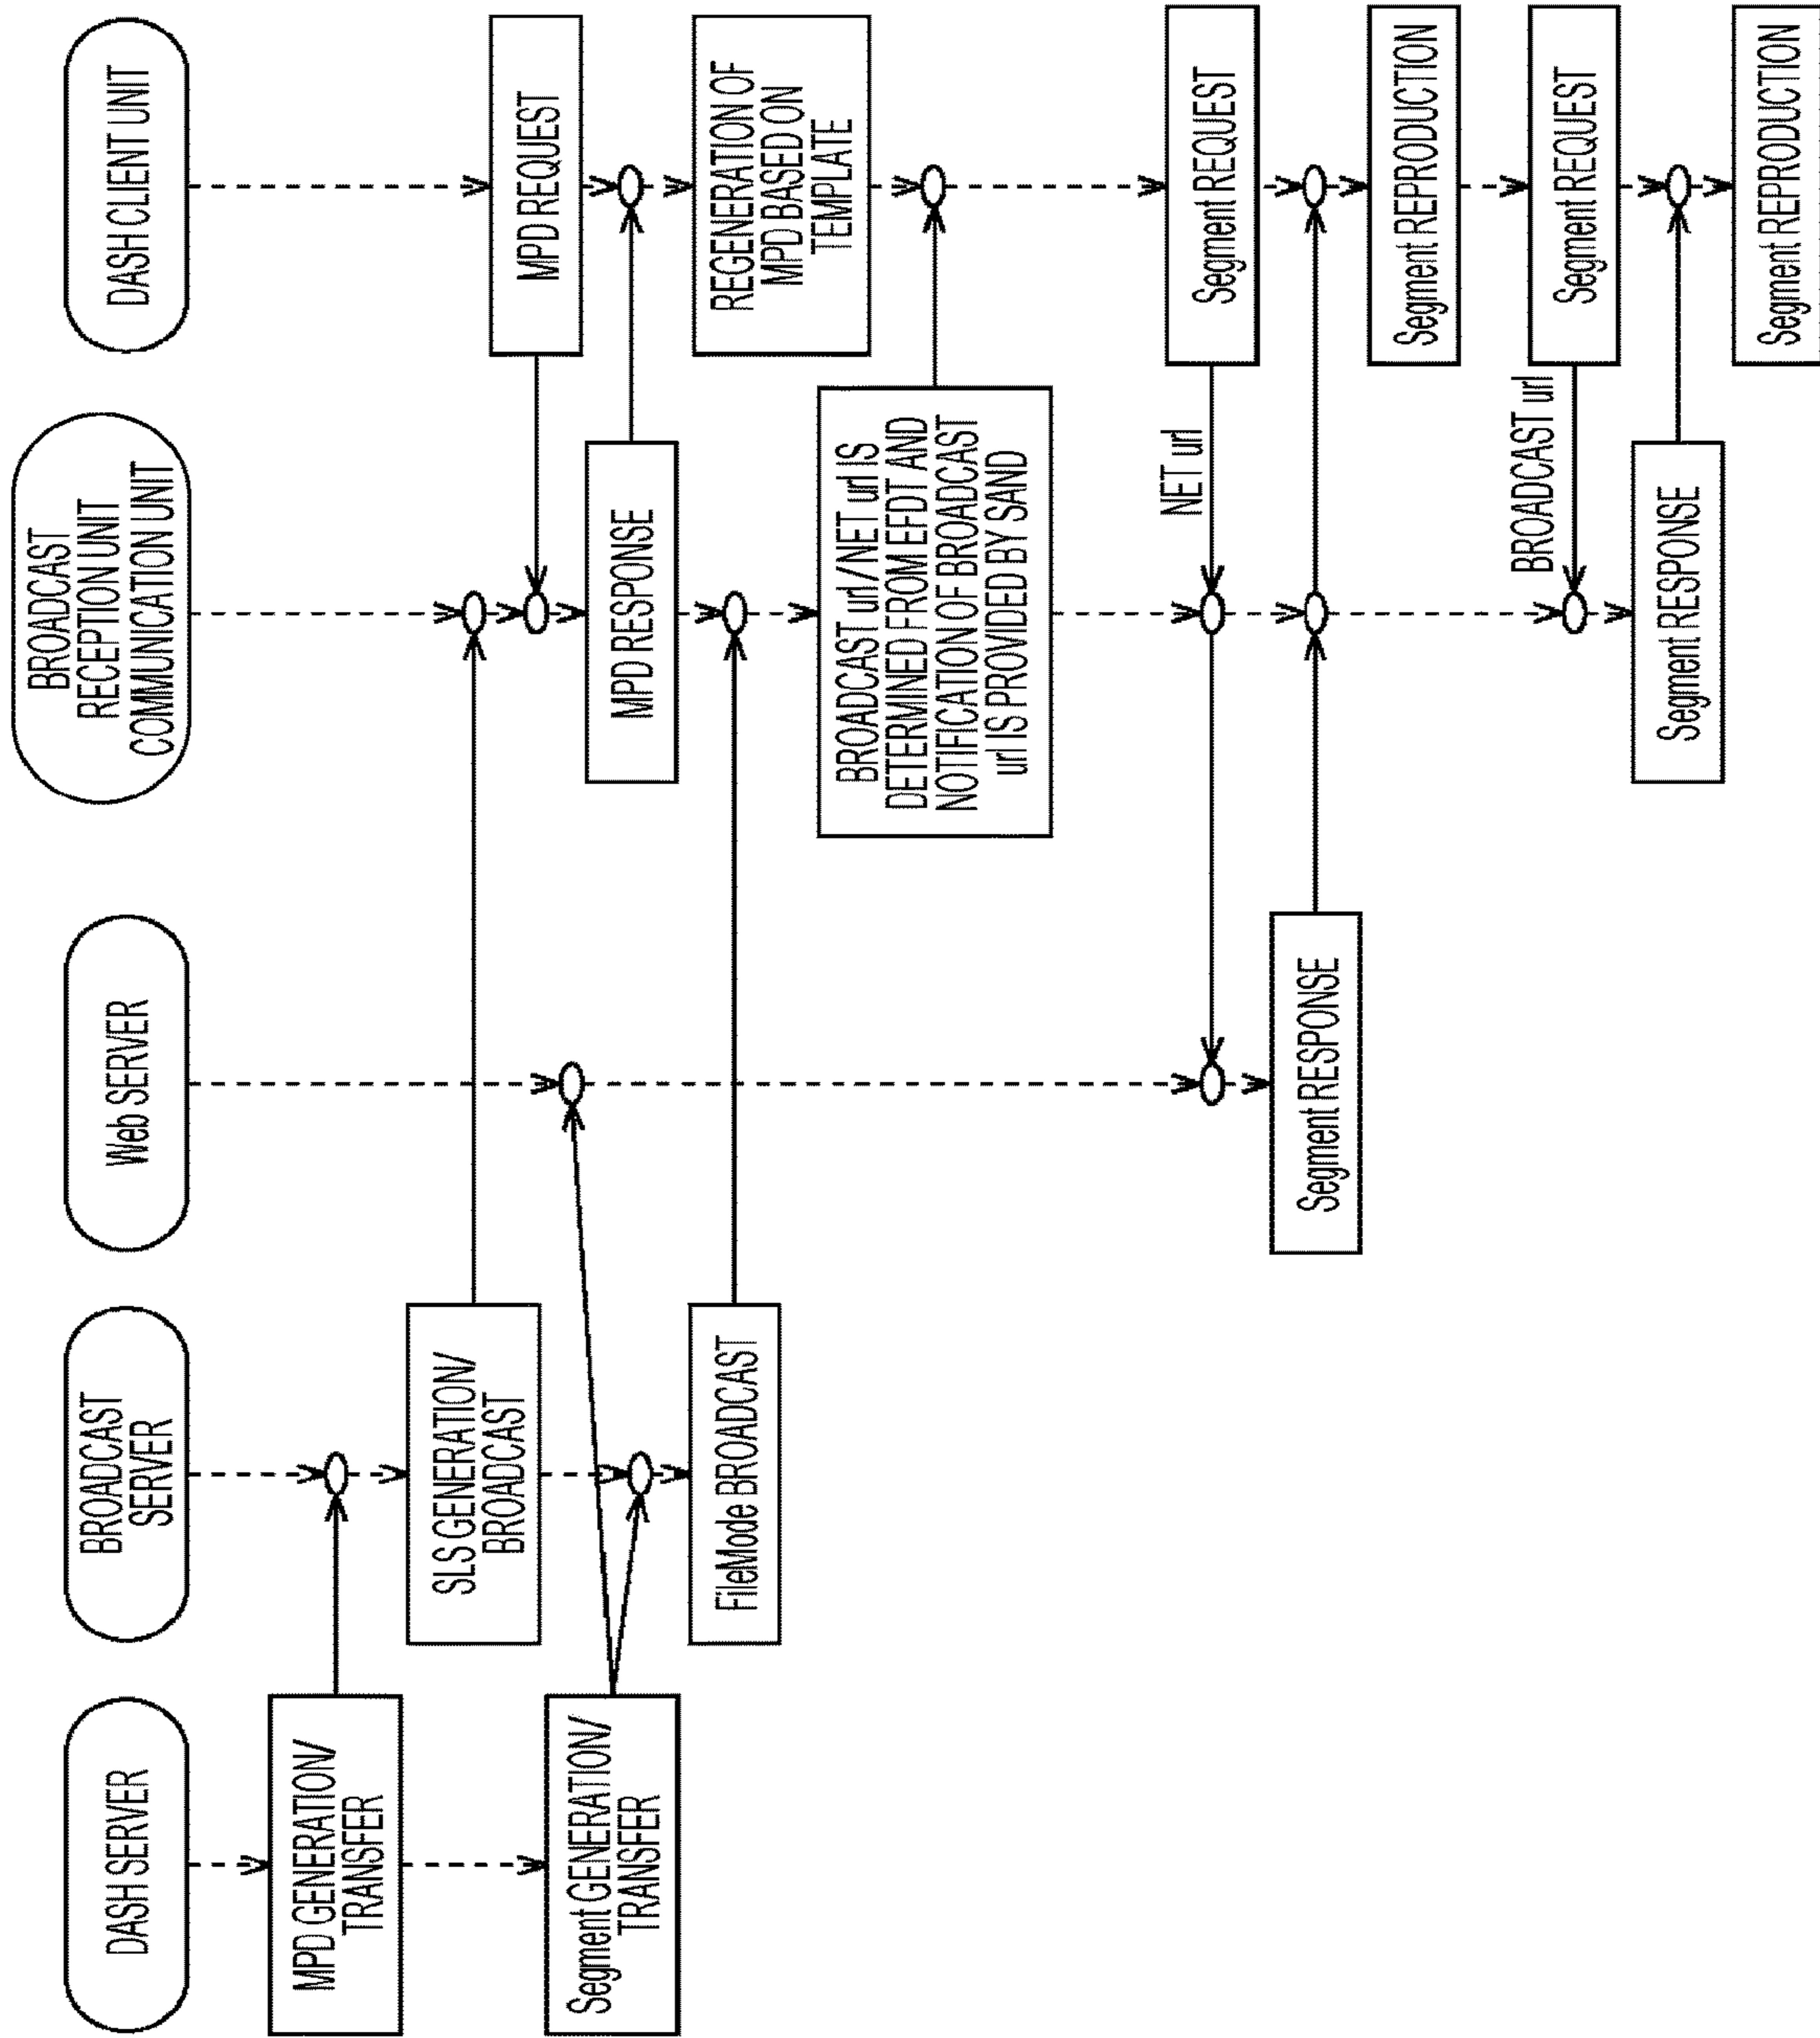 DASH SERVER
BROADCAST
SERVER
Web SERVER
BROADCAST
RECEPTION UNIT
COMMUNICATION UNIT
DASH CLIENT UNIT
MPD GENERATION/
TRANSFER
SLS GENERATION/
BROADCAST
MPD REQUEST
Segment GENERATION/
TRANSFER
MPD RESPONSE
FileMode BROADCAST
REGENERATION OF
MPD BASED ON
TEMPLATE
BROADCAST url/NET url IS
DETERMINED FROM EFDT AND
NOTIFICATION OF BROADCAST
url IS PROVIDED BY SAND
NET url
Segment REQUEST
Segment RESPONSE
Segment REPRODUCTION
BROADCAST url
Segment REQUEST
Segment RESPONSE
Segment REPRODUCTION